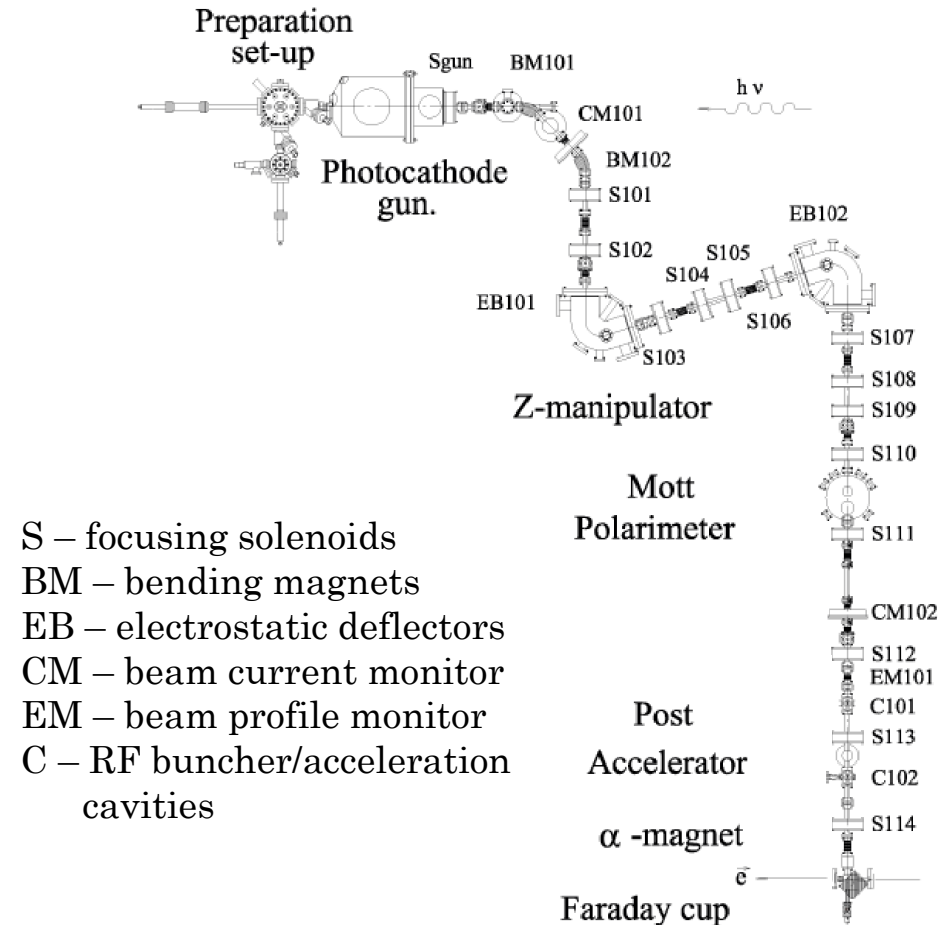 Preparation
set-up
Sgun
BM101
h ν
CM101
BM102
Photocathode
gun.
S101
EB102
S102
S105
S104
EB101
S106
S103
S107
S108
Z-manipulator
S109
S110
Mott
Polarimeter
S111
S – focusing solenoids
BM – bending magnets
EB – electrostatic deflectors
CM – beam current monitor
EM – beam profile monitor
C – RF buncher/acceleration
cavities
CM102
S112
EM101
C101
Post
Accelerator
S113
C102
S114
α -magnet
e
Faraday cup